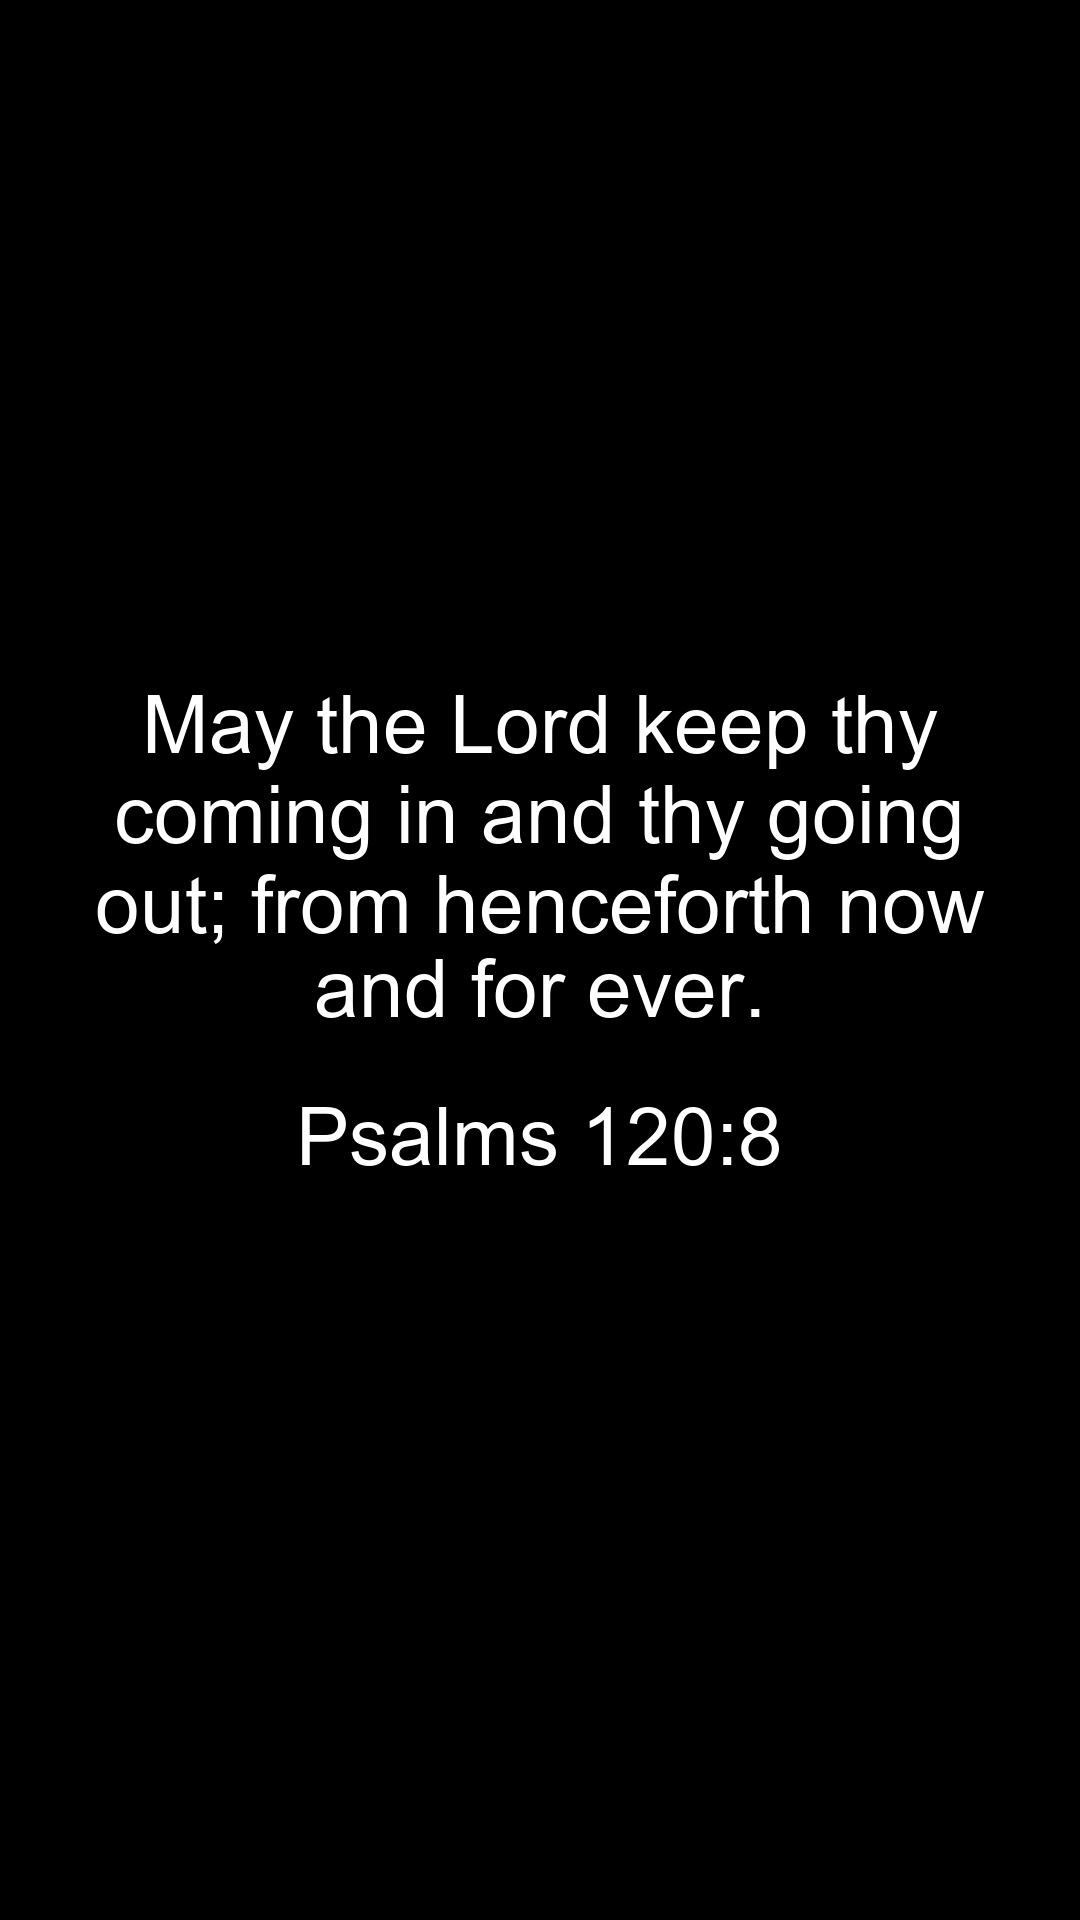 May the Lord keep thy
coming in and thy going
out; from henceforth now
and for ever.
Psalms 120:8